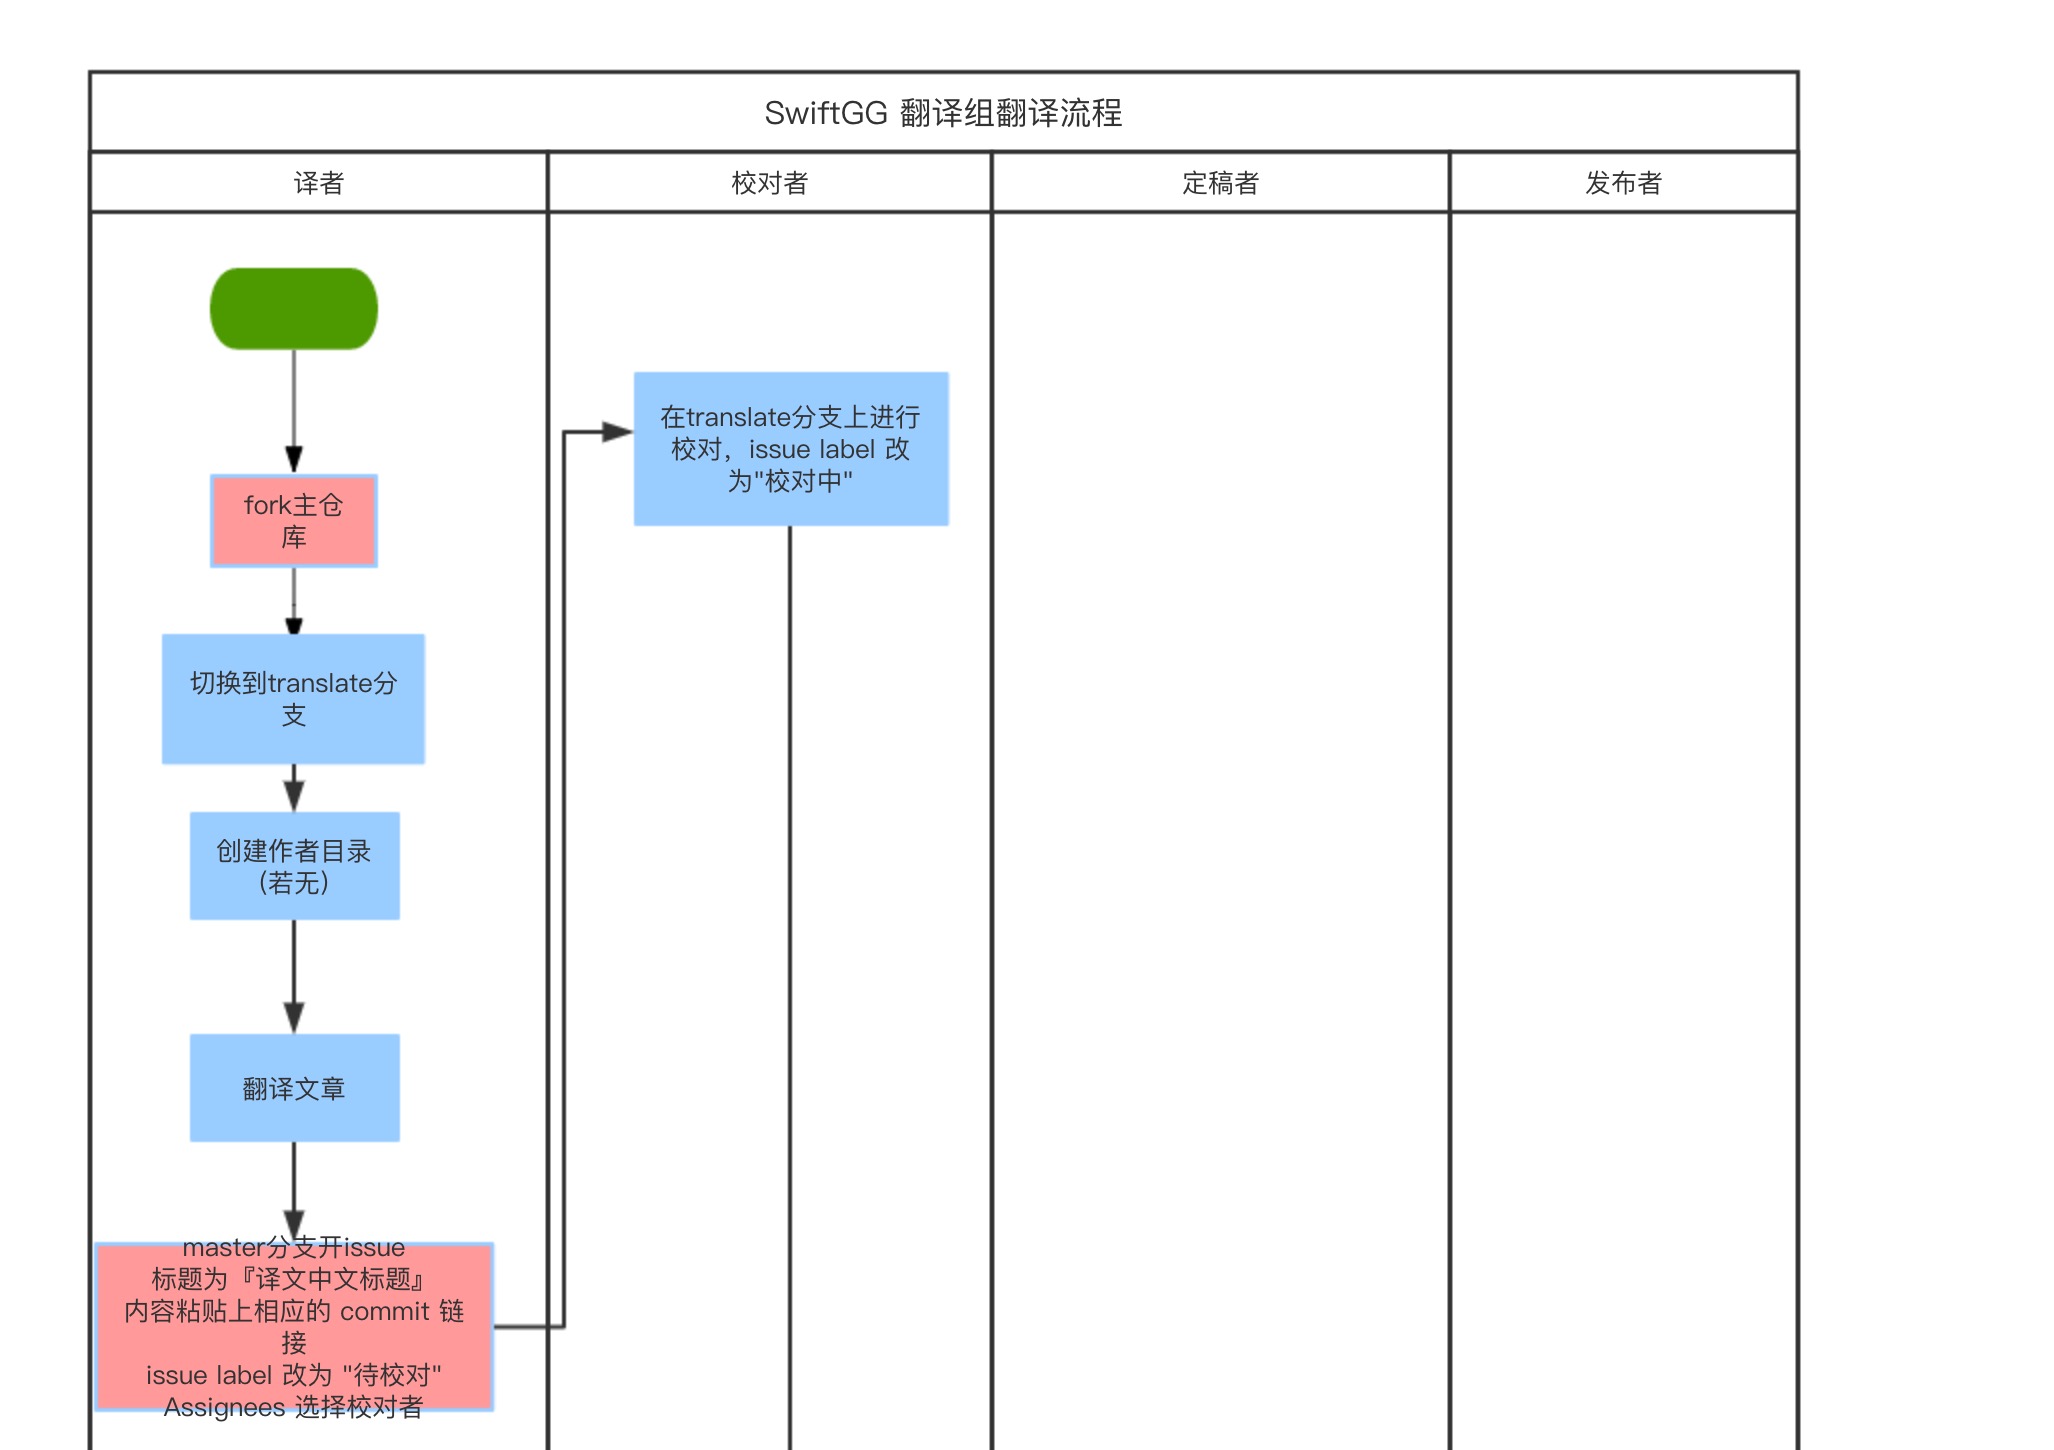 SwiftGG 翻译组翻译流程
译者
校对者
定稿者
发布者
fork主仓
库
切换到translate分
支
创建作者目录
（若无）
翻译文章
master分支开issue
标题为『译文中文标题』
内容粘贴上相应的 commit 链
接
issue label 改为 "待校对"
Assignees 选择校对者
在translate分支上进行
校对，issue label 改
为"校对中"